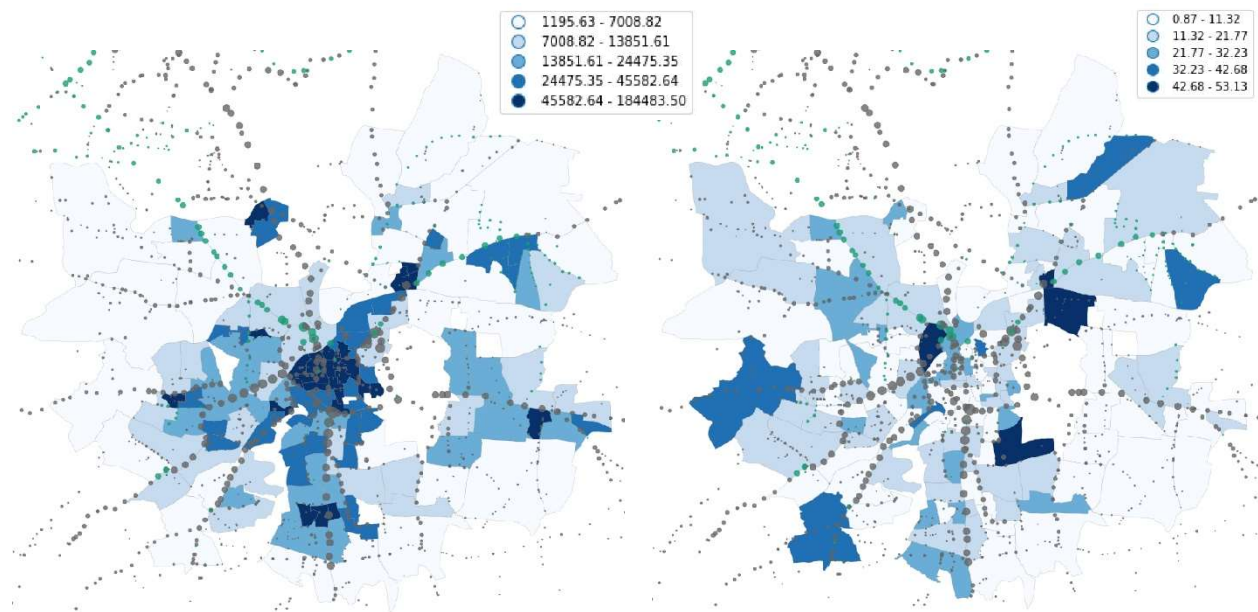 1195.63 - 7008.82
7008.82 - 13851.61
13851.61 - 24475.35
24475.35 - 45582.64
45582.64 - 184483.50
0.87 - 11.32
11.32 - 21.77
21.77 - 32.23
32.23 - 42.68
42.68 - 53.13